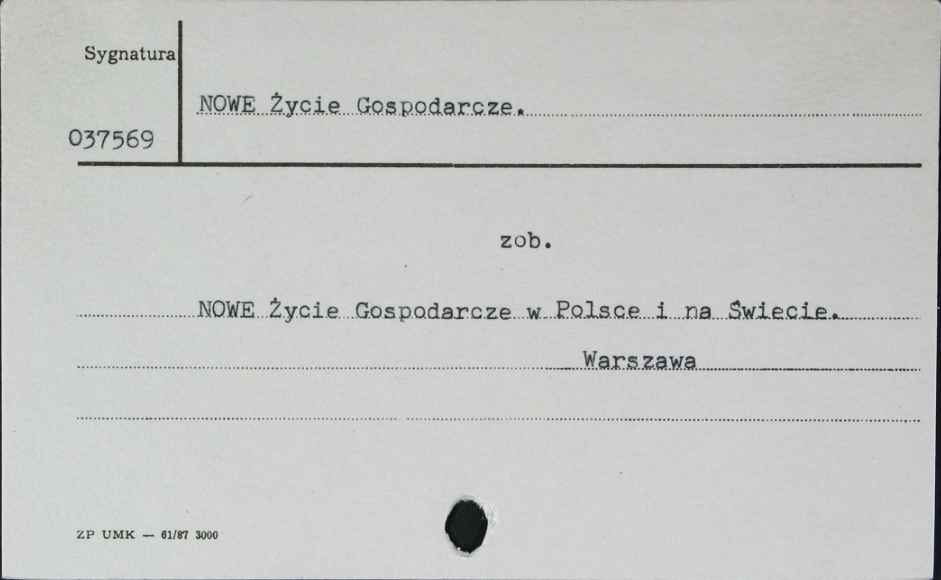 Sygnatura
NOWE Życie Gospodarcze.
037569
zob.
NOWE Życie Gospodarcze w Polsce i na Świecie.
Warszawa
ZP UMK — 61/87 3000